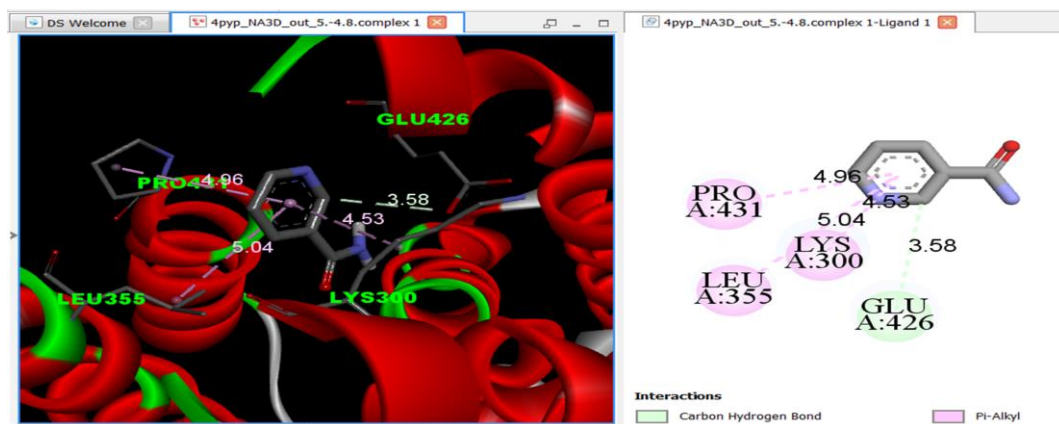 DS Welcome
4pyp_NA3D_out_5.-4.8.complex 1
4pyp_NA3D_out_5.-4.8.complex 1-Ligand 1
GLU426
4.96
3.58
4.53
5.04
LEU355
LYS300
PRO
A:431
4.96
4.53
5.04
LYS
A:300
3.58
LEU
A:355
GLU
A:426
Interactions
Carbon Hydrogen Bond
Pi-Alkyl